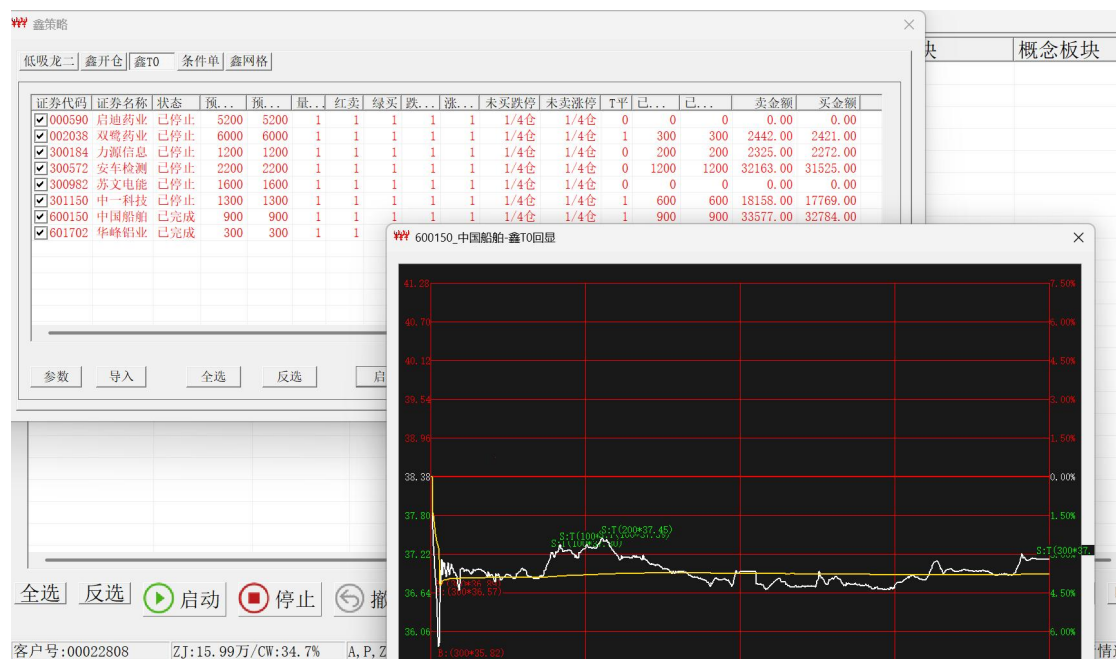 鑫策略
块 概念板块
低吸龙二 鑫开仓 鑫T0 条件单 鑫网格
证券代码 证券名称 状态 预... 预... 量... 红卖 绿买 跌... 涨... 未买跌停 未卖涨停 T平 已... 已... 卖金额 买金额
000590 启迪药业 已停止 5200 5200 1 1 1 1 1 1/4仓 1/4仓 0 0 0 0.00 0.00
002038 双鹭药业 已停止 6000 6000 1 1 1 1 1 1/4仓 1/4仓 1 300 300 2442.00 2421.00
300184 力源信息 已停止 1200 1200 1 1 1 1 1 1/4仓 1/4仓 0 200 200 2325.00 2272.00
300572 安车检测 已停止 2200 2200 1 1 1 1 1 1/4仓 1/4仓 0 1200 1200 32163.00 31525.00
300982 苏文电能 已停止 1600 1600 1 1 1 1 1 1/4仓 1/4仓 0 0 0 0.00 0.00
301150 中一科技 已停止 1300 1300 1 1 1 1 1 1/4仓 1/4仓 1 600 600 18158.00 17769.00
600150 中国船舶 已完成 900 900 1 1 1 1 1 1/4仓 1/4仓 1 900 900 33577.00 32784.00
601702 华峰铝业 已完成 300 300 1 1
600150_中国船舶-鑫T0回显
41.28 7.50%
40.70 6.00%
40.12 4.50%
39.54 3.00%
38.96 1.50%
38.38 0.00%
37.80 1.50%
S:T(200*37.45)
37.22 S:T(300*37.
36.64 4.50%
(300*36.57)
36.06 6.00%
B:(300*35.82)
参数 导入 全选 反选 启
全选 反选 启动 停止 撤
客户号:00022808 ZJ:15.99万/CW:34.7% A,P,Z 情